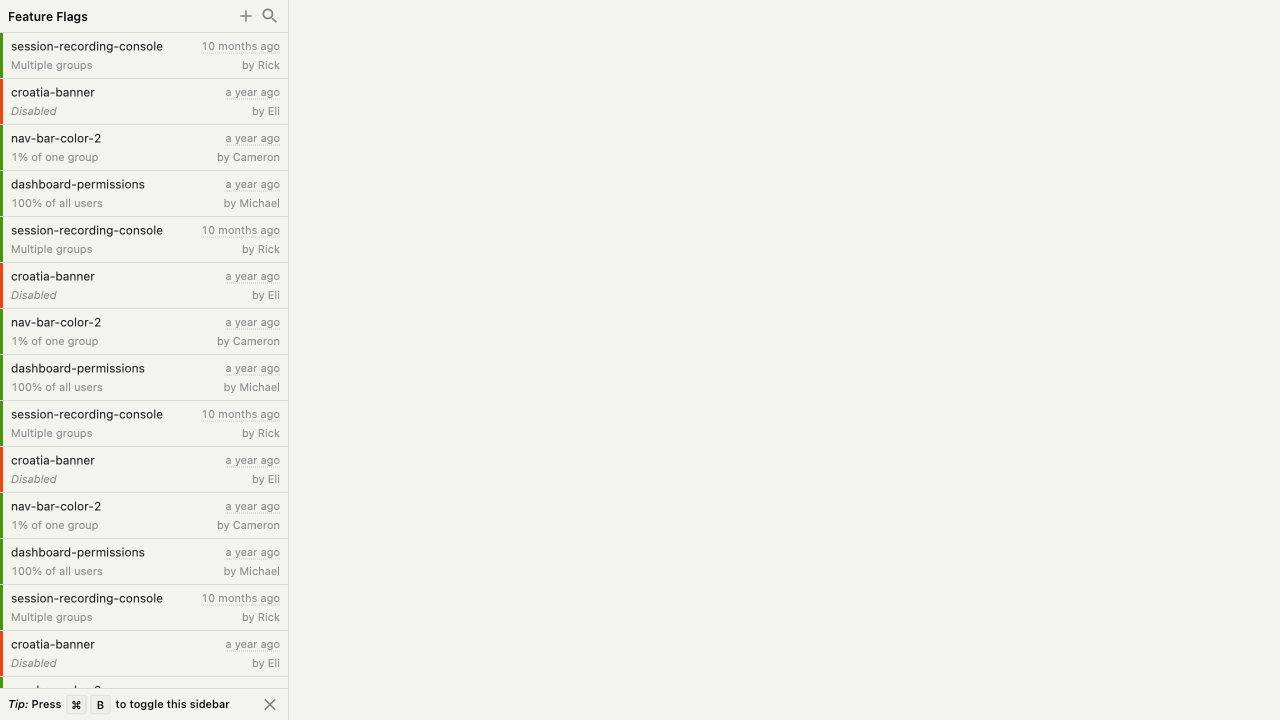 Feature Flags
session-recording-console 10 months ago
Multiple groups by Rick
croatia-banner a year ago
Disabled by Eli
nav-bar-color-2 a year ago
1% of one group by Cameron
dashboard-permissions a year ago
100% of all users by Michael
session-recording-console 10 months ago
Multiple groups by Rick
croatia-banner a year ago
Disabled by Eli
nav-bar-color-2 a year ago
1% of one group by Cameron
dashboard-permissions a year ago
100% of all users by Michael
session-recording-console 10 months ago
Multiple groups by Rick
croatia-banner a year ago
Disabled by Eli
nav-bar-color-2 a year ago
1% of one group by Cameron
dashboard-permissions a year ago
100% of all users by Michael
session-recording-console 10 months ago
Multiple groups by Rick
croatia-banner a year ago
Disabled by Eli
Tip: Press ⌘ B to toggle this sidebar